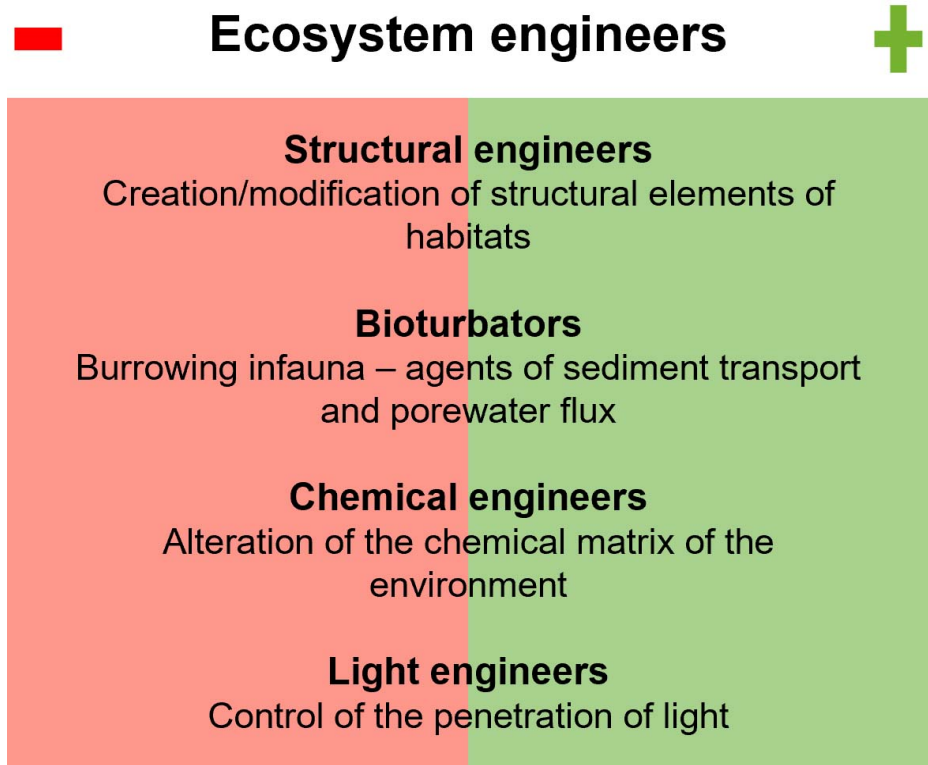 Ecosystem engineers
Structural engineers
Creation/modification of structural elements of
habitats
Bioturbators
Burrowing infauna – agents of sediment transport
and porewater flux
Chemical engineers
Alteration of the chemical matrix of the
environment
Light engineers
Control of the penetration of light